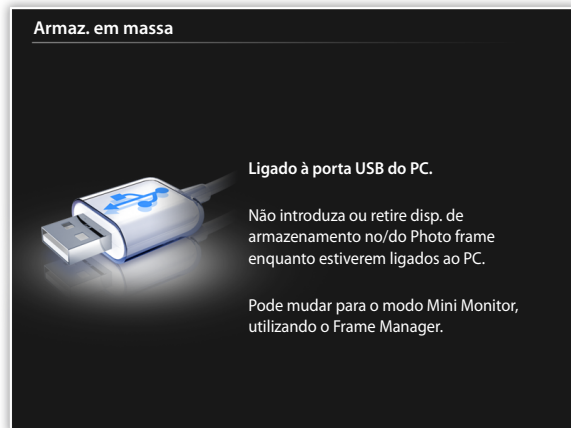 Armaz. em massa
Ligado à porta USB do PC.
Não introduza ou retire disp. de
armazenamento no/do Photo frame
enquanto estiverem ligados ao PC.
Pode mudar para o modo Mini Monitor,
utilizando o Frame Manager.